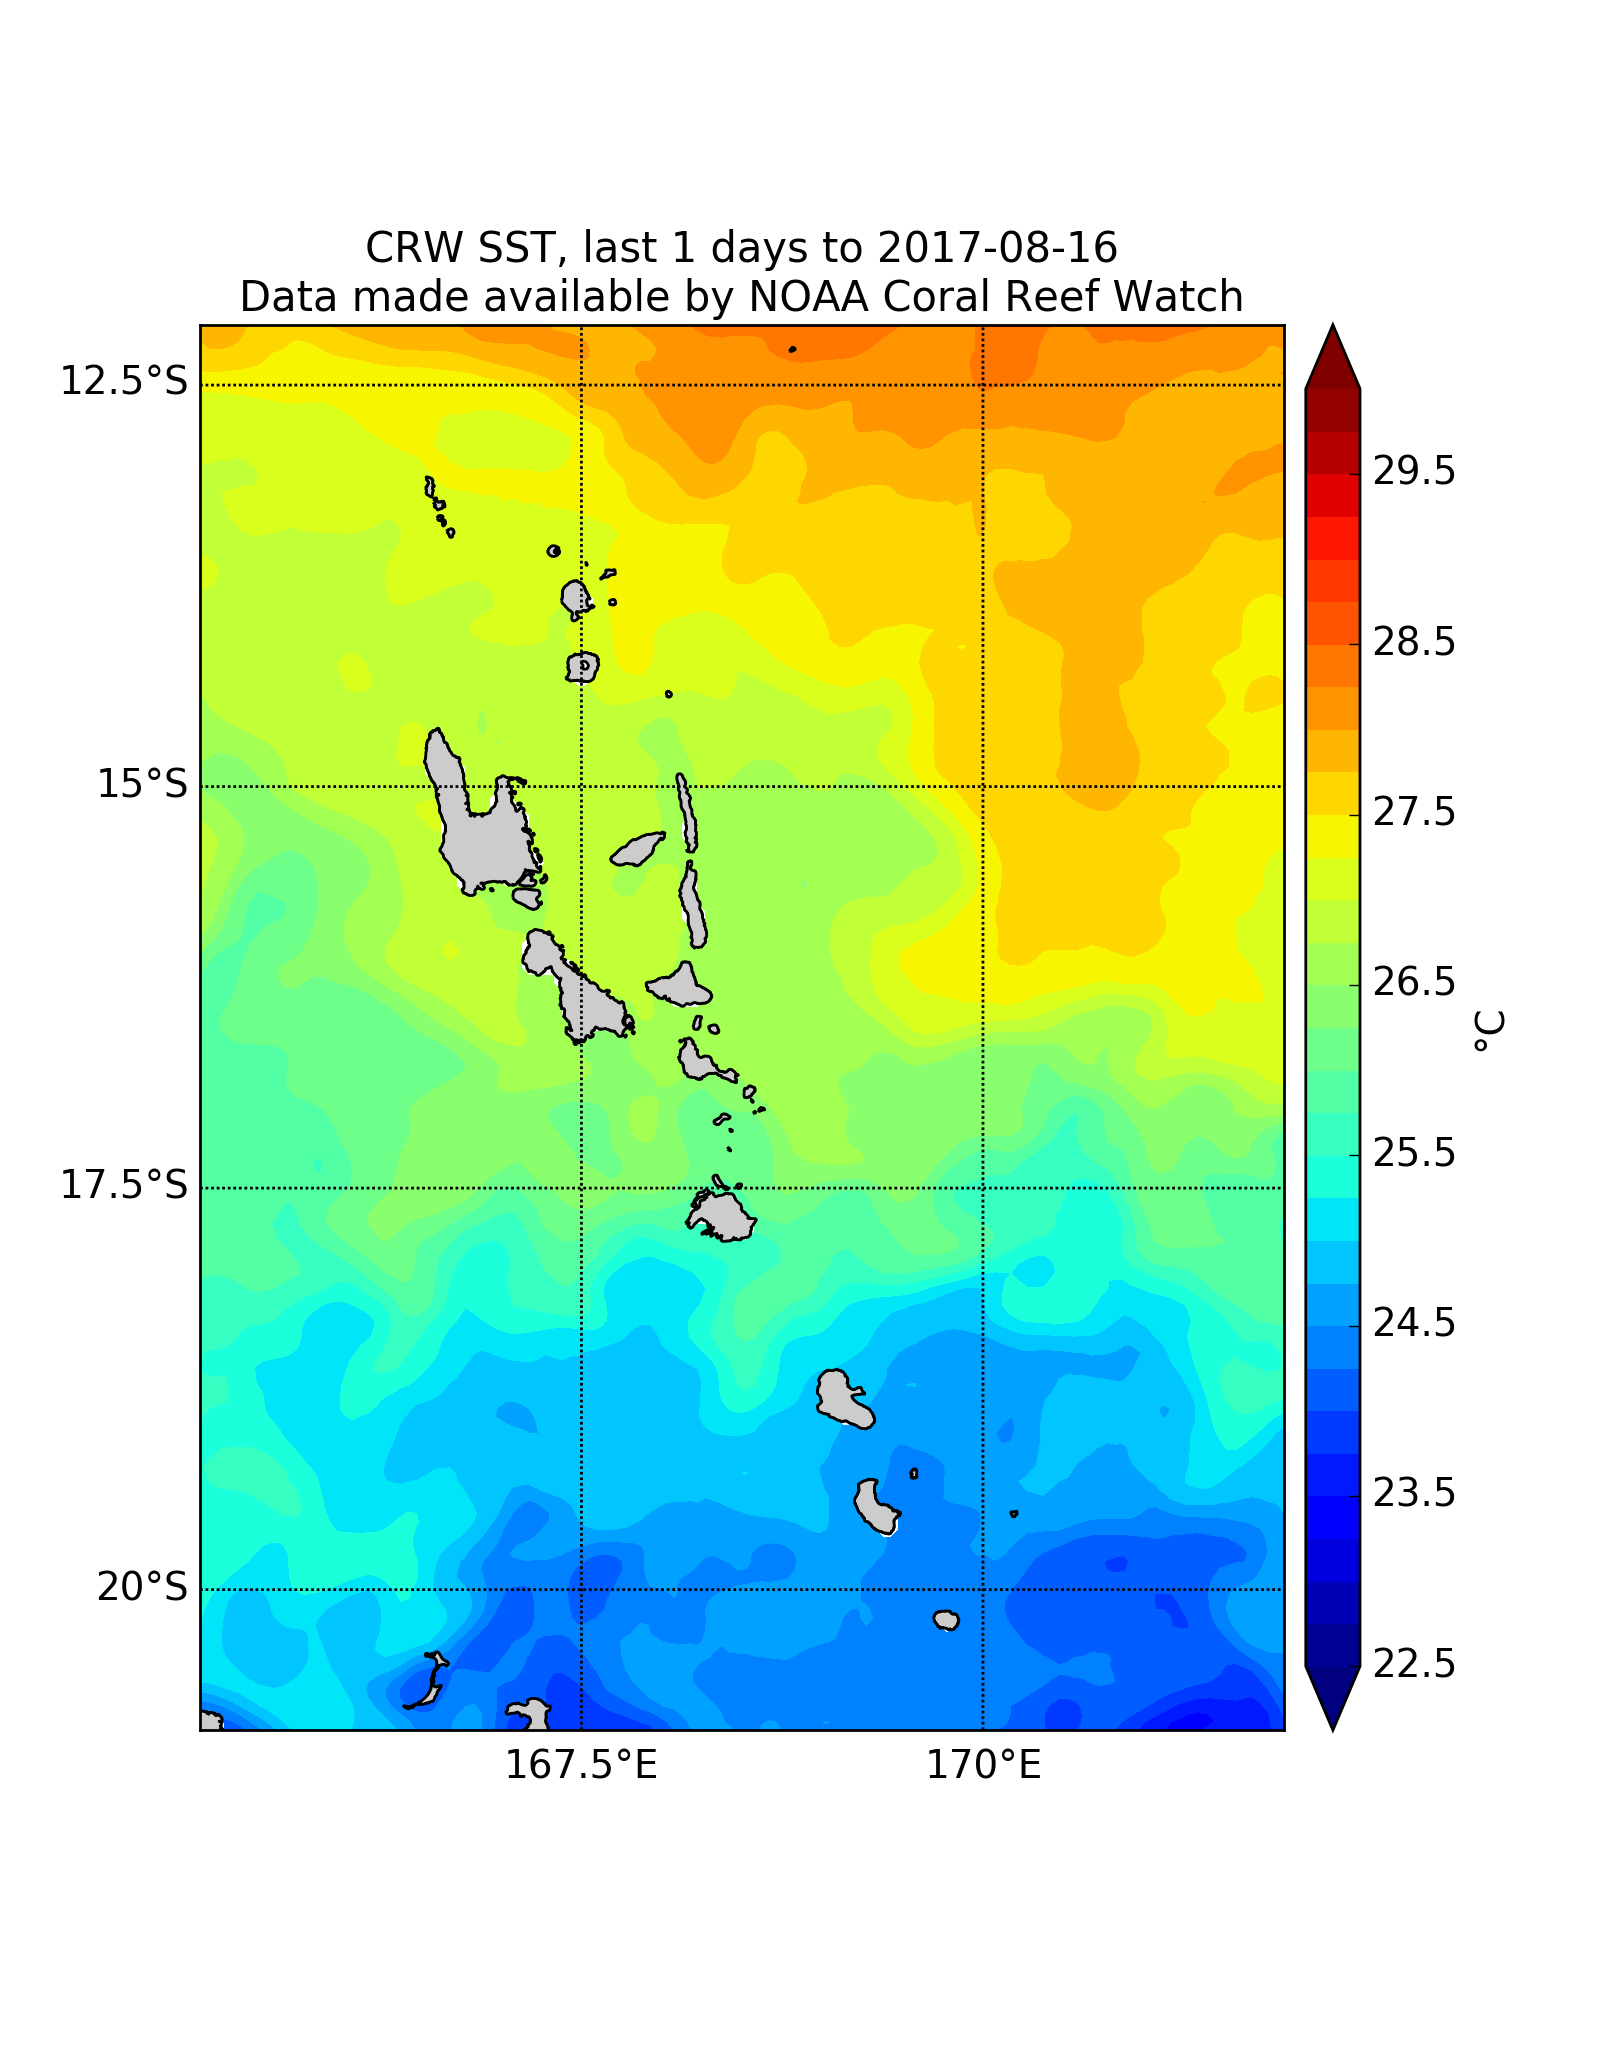 CRW SST, last 1 days to 2017-08-16
Data made available by NOAA Coral Reef Watch
12.5°S
15°S
17.5°S
20°S
167.5°E
170°E
29.5
28.5
27.5
26.5
25.5
24.5
23.5
22.5
°C